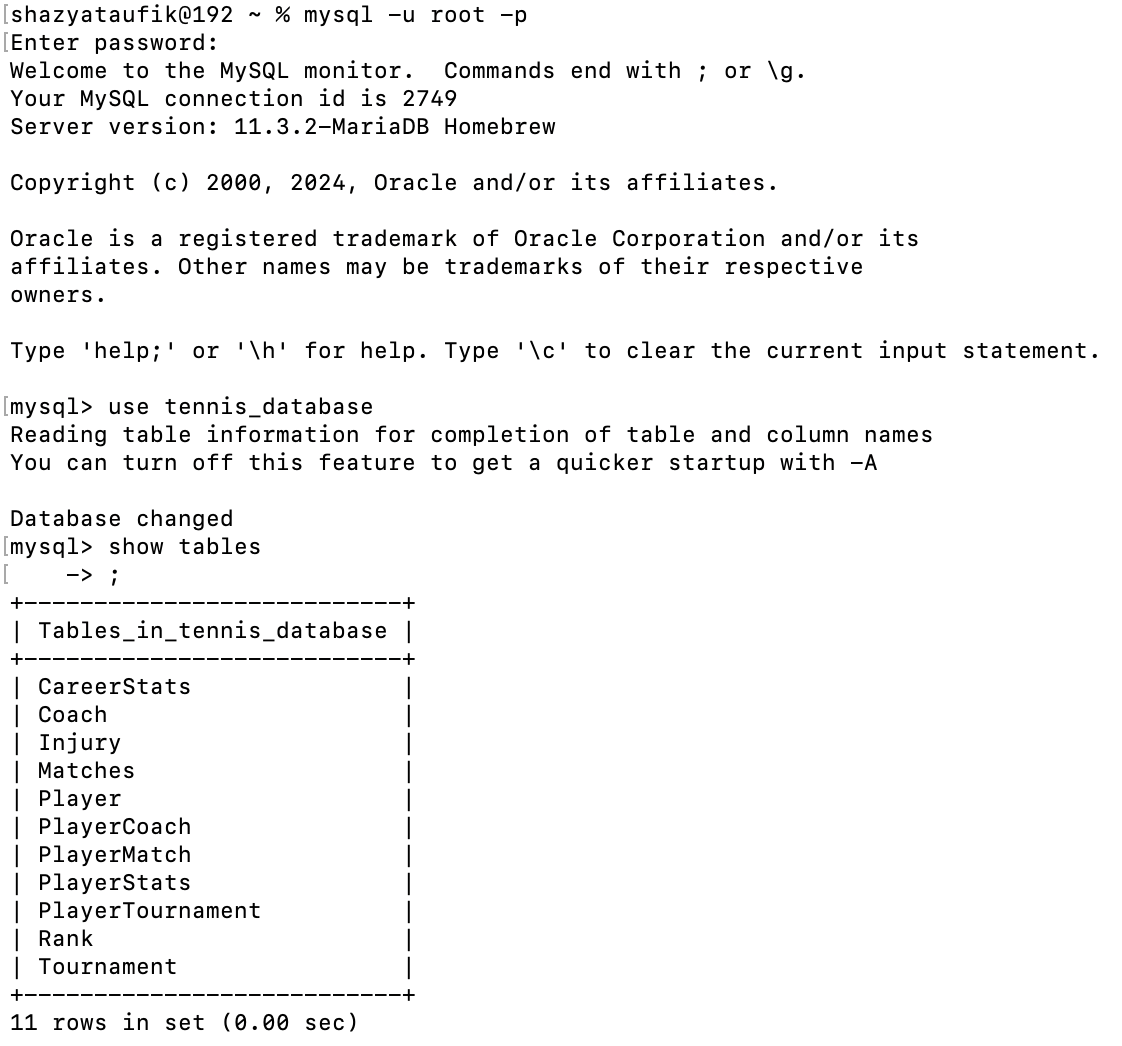 [shazyataufik@192 ~ % mysql -u root -p
[Enter password:
Welcome to the MySQL monitor.  Commands end with ; or \g.
Your MySQL connection id is 2749
Server version: 11.3.2-MariaDB Homebrew

Copyright (c) 2000, 2024, Oracle and/or its affiliates.

Oracle is a registered trademark of Oracle Corporation and/or its
affiliates. Other names may be trademarks of their respective
owners.

Type 'help;' or '\h' for help. Type '\c' to clear the current input statement.

[mysql> use tennis_database
Reading table information for completion of table and column names
You can turn off this feature to get a quicker startup with -A

Database changed
[mysql> show tables
[    -> ;
+---------------------------+
| Tables_in_tennis_database |
+---------------------------+
| CareerStats               |
| Coach                     |
| Injury                    |
| Matches                   |
| Player                    |
| PlayerCoach               |
| PlayerMatch               |
| PlayerStats               |
| PlayerTournament          |
| Rank                      |
| Tournament                |
+---------------------------+
11 rows in set (0.00 sec)